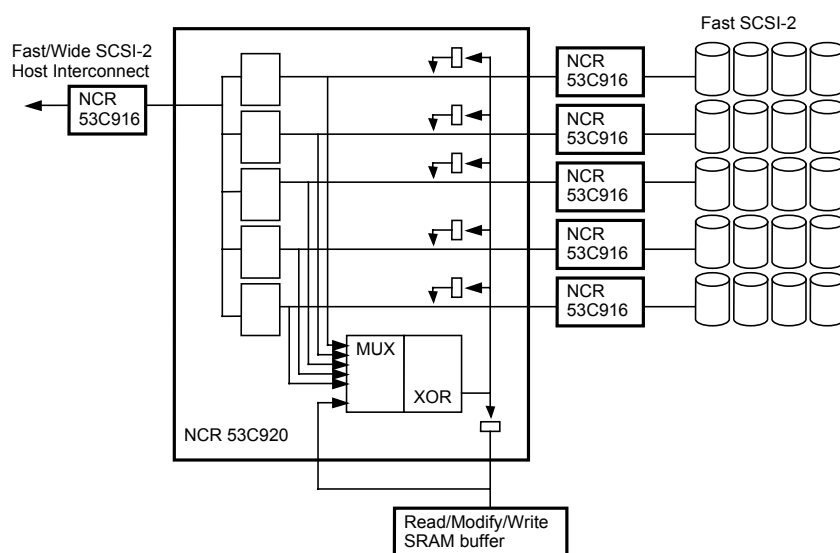 Fast/Wide SCSI-2
Host Interconnect
NCR
53C916
Fast SCSI-2
NCR
53C916
NCR
53C916
NCR
53C916
NCR
53C916
NCR
53C916
MUX
XOR
NCR 53C920
Read/Modify/Write
SRAM buffer